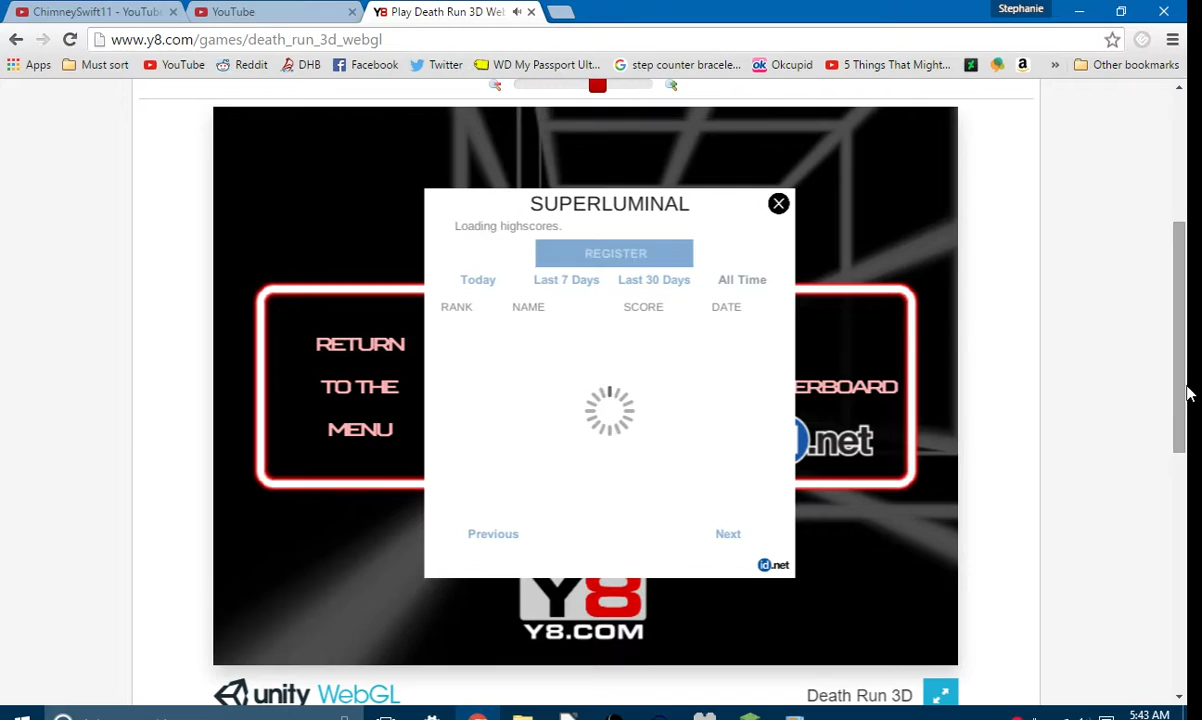 ChimneySwift11 - YouTub
YouTube
Y8 Play Death Run 3D Web
Stephanie
www.y8.com/games/death_run_3d_webgl
Apps Must sort YouTube Reddit DHB Facebook Twitter WD My Passport Ult... step counter bracele... Okcupid 5 Things That Might... Other bookmarks
SUPERLUMINAL
Loading highscores.
REGISTER
Today Last 7 Days Last 30 Days All Time
RANK NAME SCORE DATE
RETURN
TO THE
MENU
ERBOARD
id.net
Previous Next
id.net
Y8
Y8.COM
unity WebGL
Death Run 3D
5:43 AM